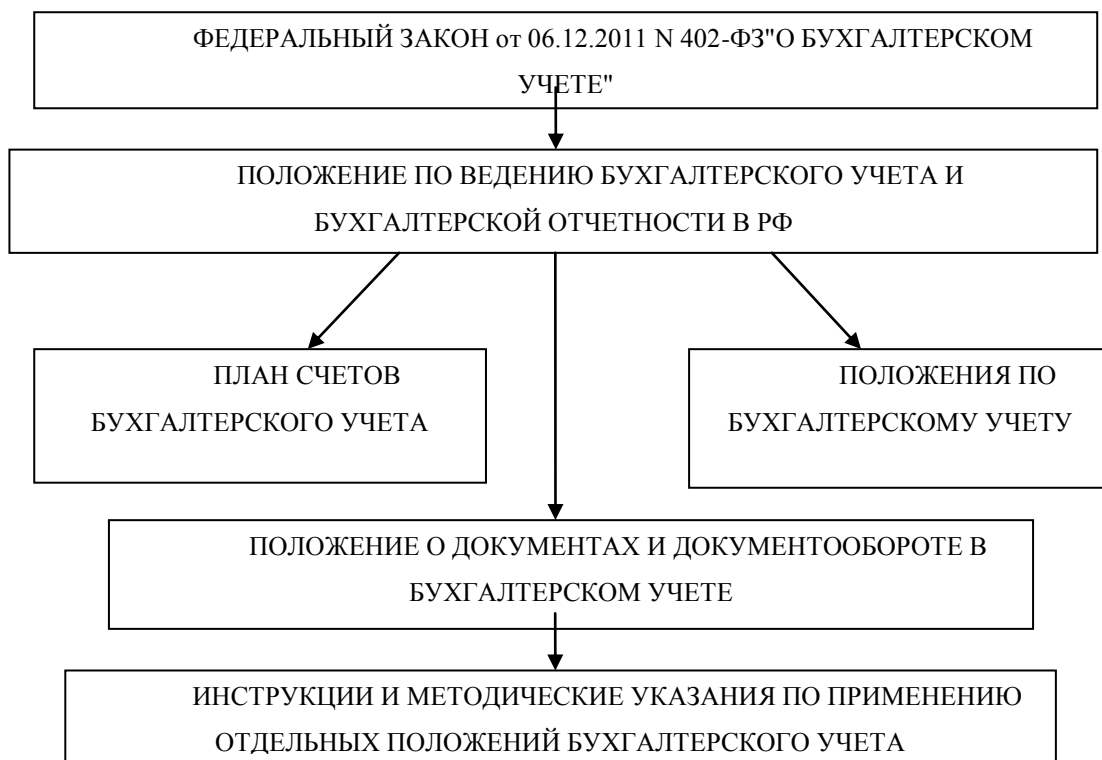 ФЕДЕРАЛЬНЫЙ ЗАКОН от 06.12.2011 N 402-ФЗ"О БУХГАЛТЕРСКОМ
УЧЕТЕ"
ПОЛОЖЕНИЕ ПО ВЕДЕНИЮ БУХГАЛТЕРСКОГО УЧЕТА И
БУХГАЛТЕРСКОЙ ОТЧЕТНОСТИ В РФ
ПЛАН СЧЕТОВ
БУХГАЛТЕРСКОГО УЧЕТА
ПОЛОЖЕНИЯ ПО
БУХГАЛТЕРСКОМУ УЧЕТУ
ПОЛОЖЕНИЕ О ДОКУМЕНТАХ И ДОКУМЕНТООБОРОТЕ В
БУХГАЛТЕРСКОМ УЧЕТЕ
ИНСТРУКЦИИ И МЕТОДИЧЕСКИЕ УКАЗАНИЯ ПО ПРИМЕНЕНИЮ
ОТДЕЛЬНЫХ ПОЛОЖЕНИЙ БУХГАЛТЕРСКОГО УЧЕТА